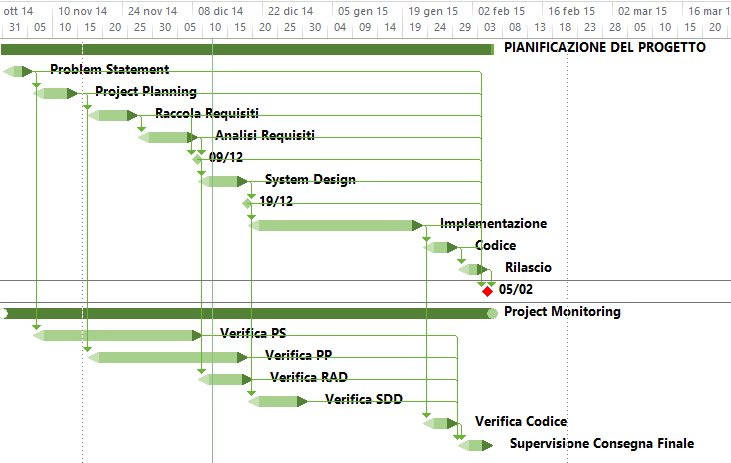 ott 14 10 nov 14 24 nov 14 08 dic 14 22 dic 14 05 gen 15 19 gen 15 02 feb 15 16 feb 15 02 mar 15 16 mar 1
31 05 10 15 20 25 30 05 10 15 20 25 30 04 09 14 19 24 29 03 08 13 18 23 28 05 10 15 20
PIANIFICAZIONE DEL PROGETTO
Problem Statement
Project Planning
Raccola Requisiti
Analisi Requisiti
09/12
System Design
19/12
Implementazione
Codice
Rilascio
05/02
Project Monitoring
Verifica PS
Verifica PP
Verifica RAD
Verifica SDD
Verifica Codice
Supervisione Consegna Finale